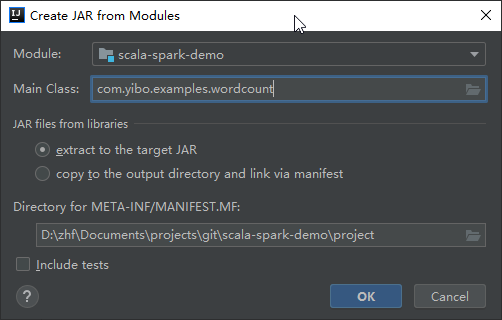 IJ Create JAR from Modules
Module: scala-spark-demo
Main Class: com.yibo.examples.wordcount
JAR files from libraries
extract to the target JAR
copy to the output directory and link via manifest
Directory for META-INF/MANIFEST.MF:
D:\zhf\Documents\projects\git\scala-spark-demo\project
Include tests
? OK Cancel